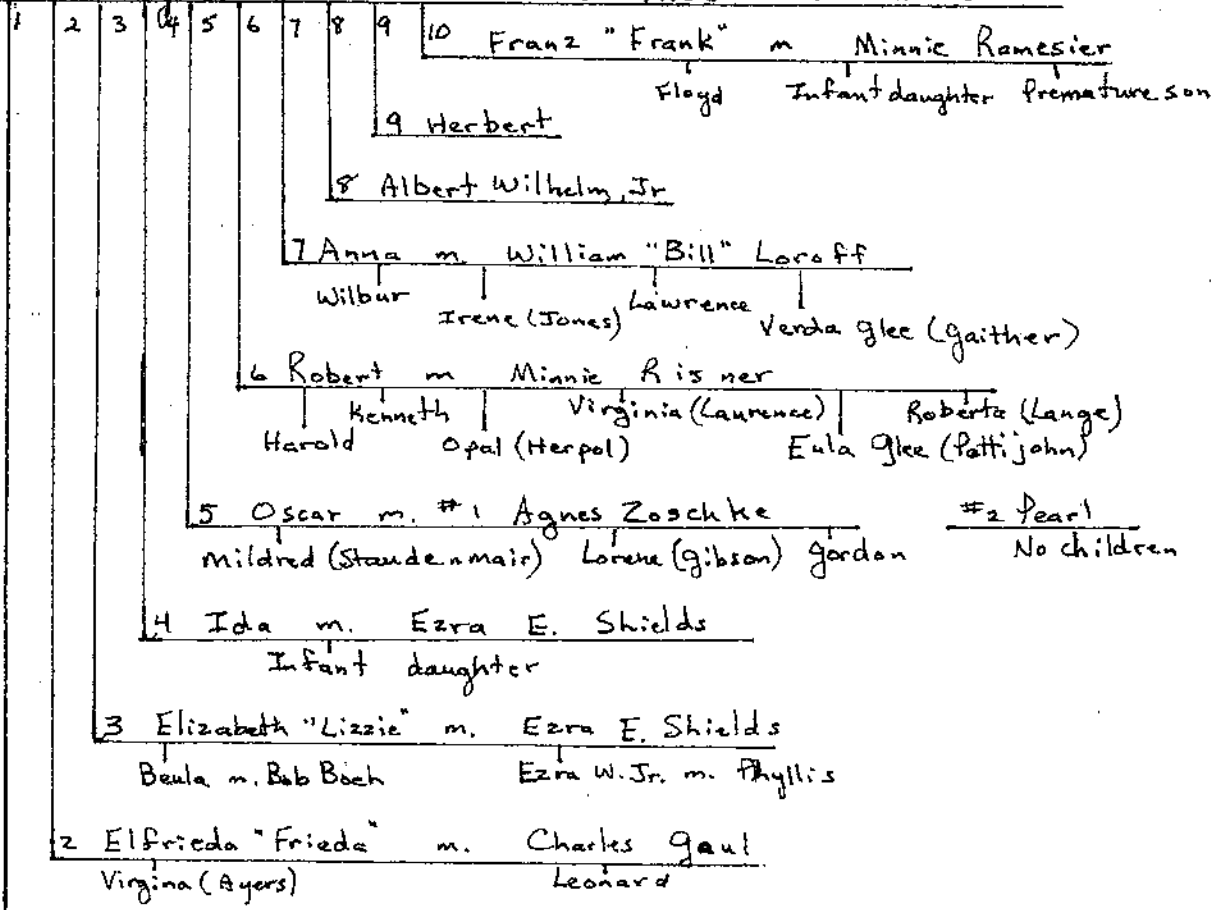 1 2 3 4 5 6 7 8 9 10 Franz "Frank" m Minnie Ramesier
Floyd Infant daughter Premature son
9 Herbert
8 Albert Wilhelm, Jr
7 Anna m. William "Bill" Loroff
Wilbur Irene (Jones) Lawrence Verda Glee (Gaither)
6 Robert m Minnie Risner
Harold Kenneth Opal (Herpol) Virginia (Laurence) Eula Glee (Pattijohn) Roberta (Lange)
5 Oscar m. #1 Agnes Zoschke #2 Pearl
Mildred (Staudenmair) Lorene (Gibson) Gordon No children
4 Ida m. Ezra E. Shields
Infant daughter
3 Elizabeth "Lizzie" m. Ezra E. Shields
Beula m. Bob Boch Ezra W. Jr. m. Phyllis
2 Elfrieda "Frieda" m. Charles Gaul
Virgina (Ayers) Leonard